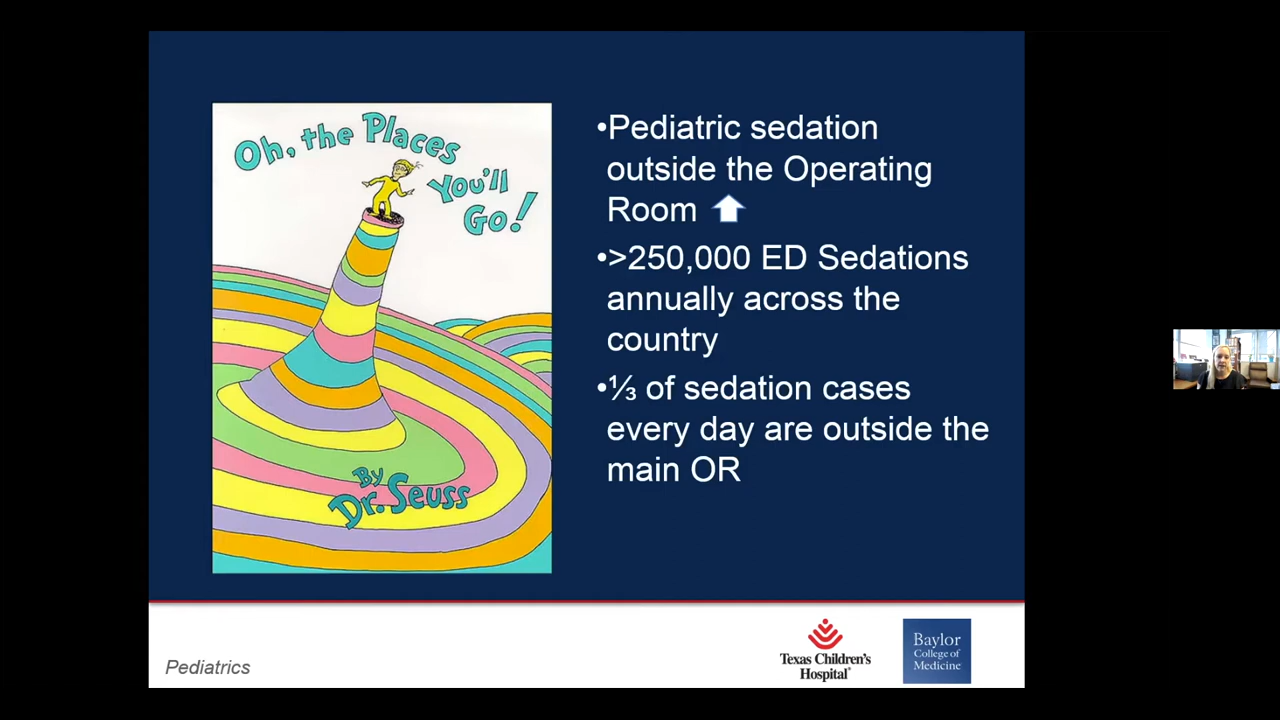 Oh, the Places
You'll
Go!
By
Dr. Seuss
•Pediatric sedation
outside the Operating
Room
•>250,000 ED Sedations
annually across the
country
•⅓ of sedation cases
every day are outside the
main OR
Pediatrics
Texas Children's
Hospital®
Baylor
College of
Medicine